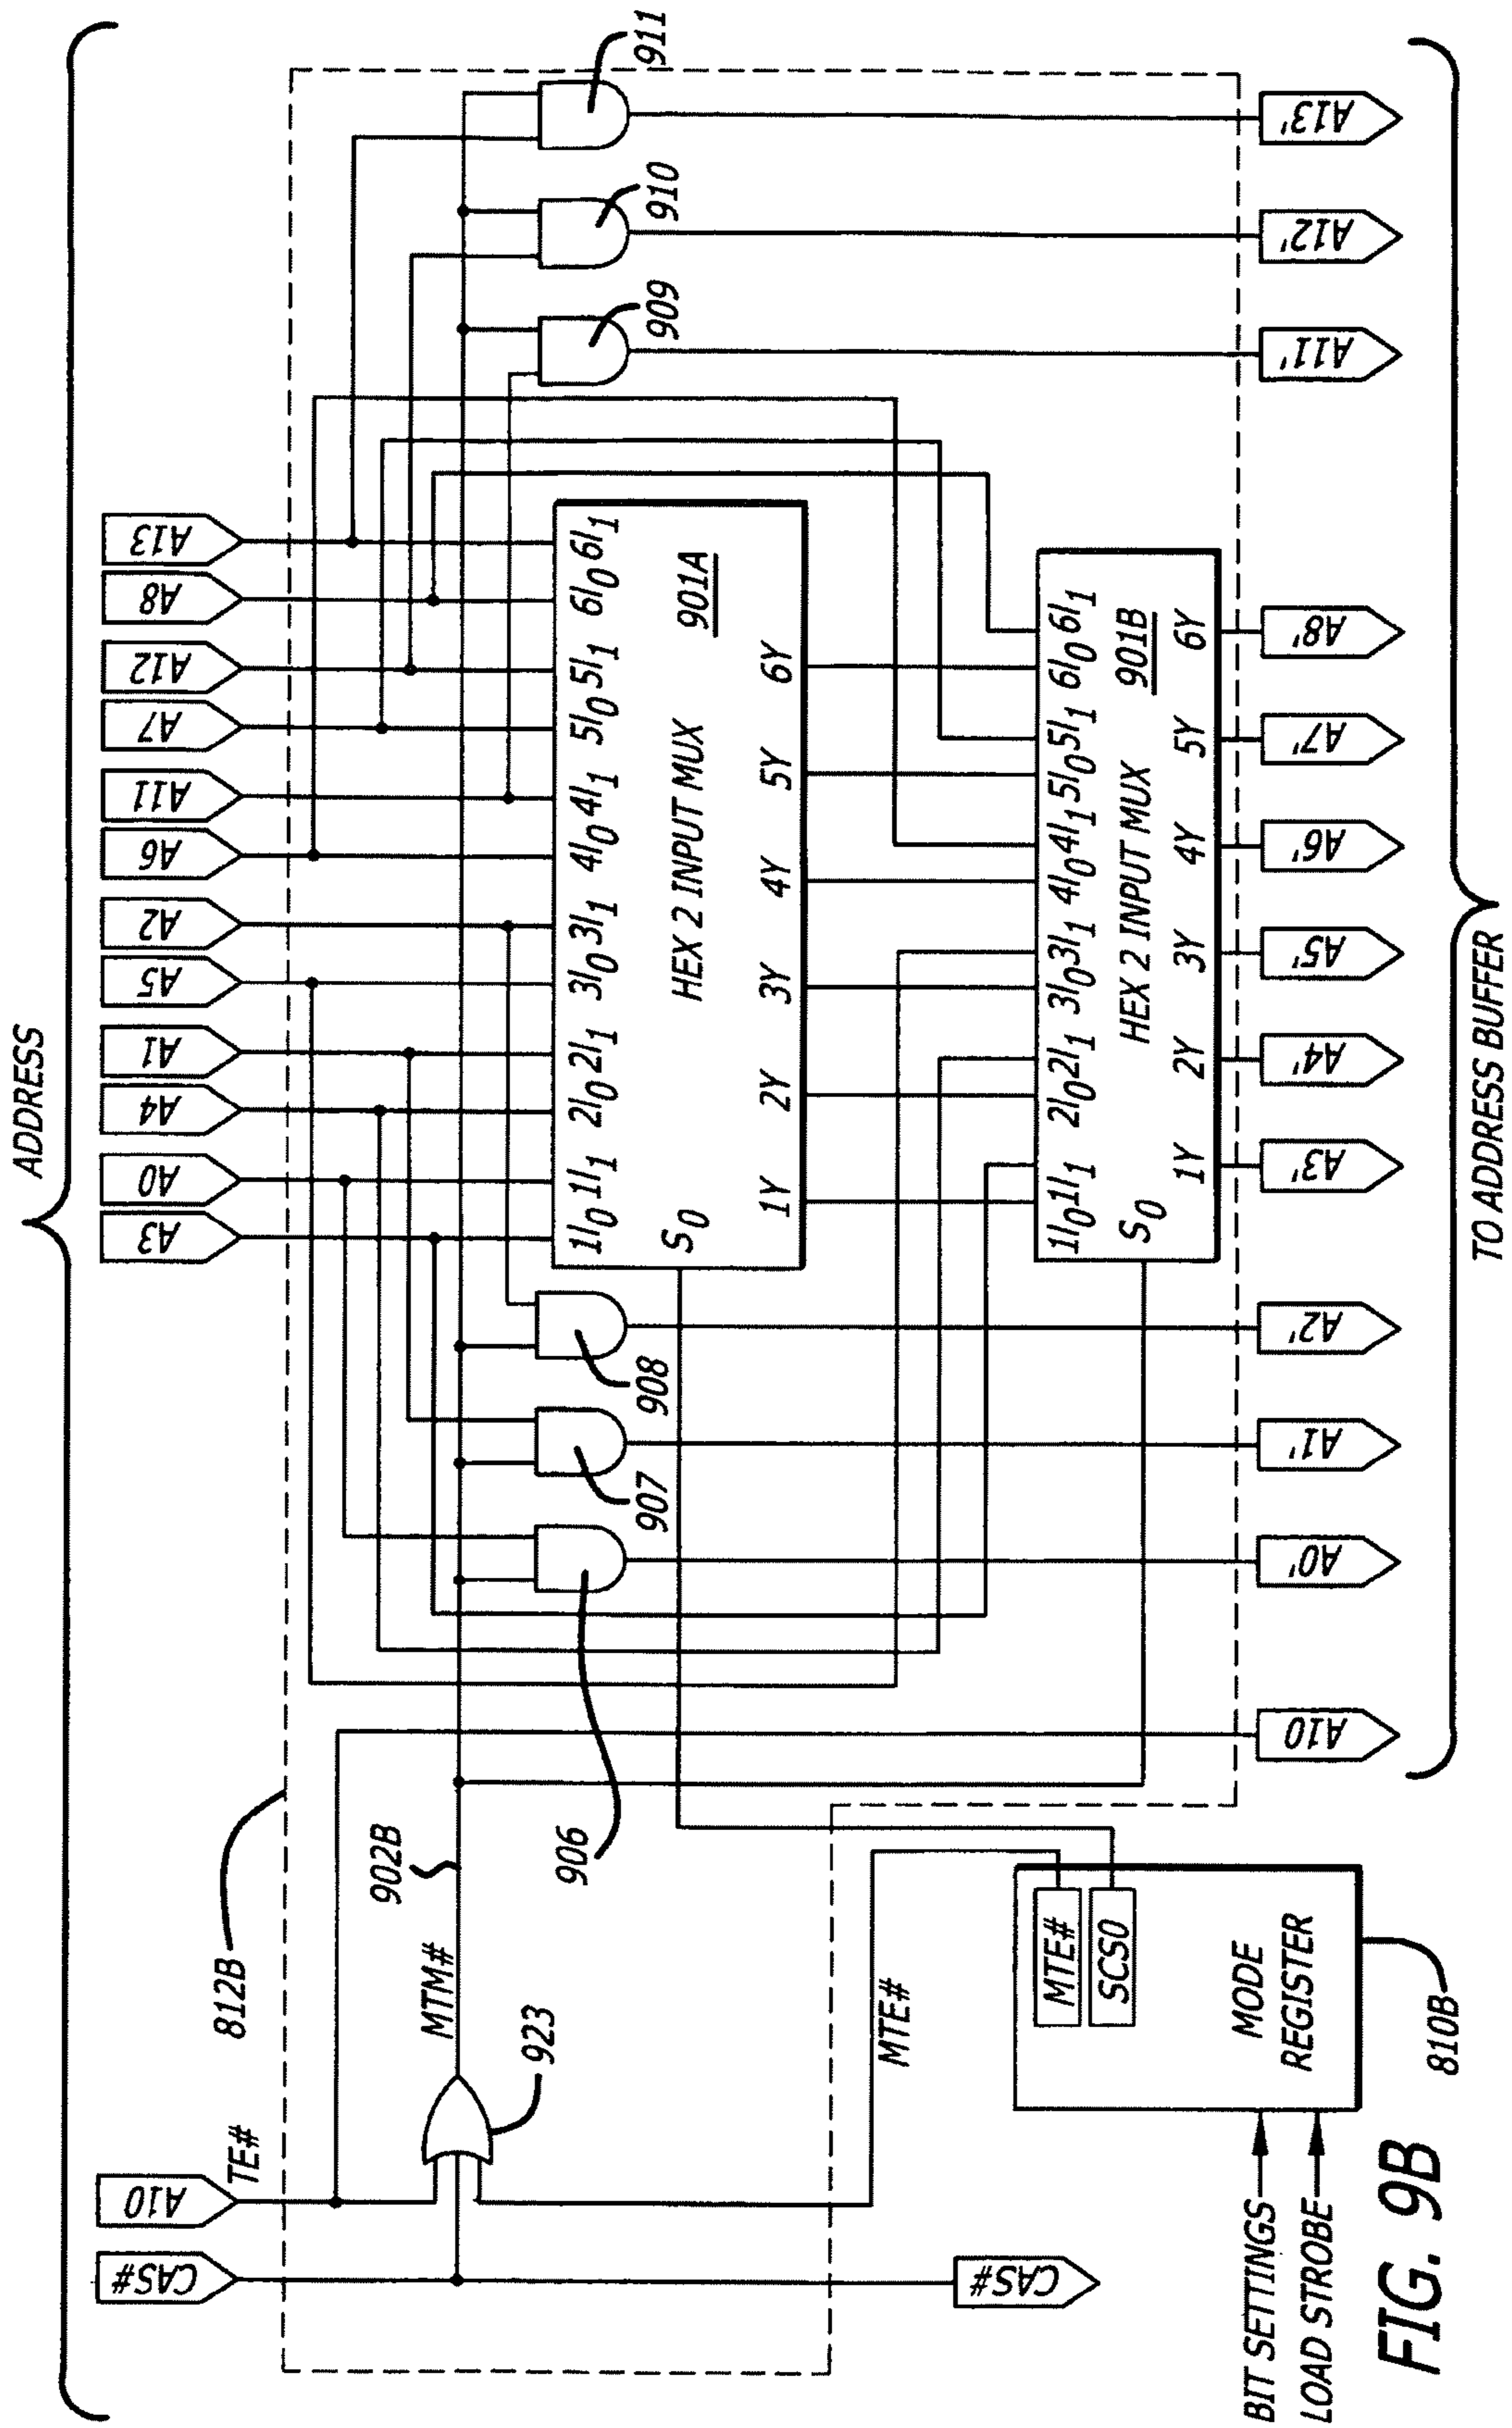 ADDRESS
CAS#
A10
TE#
A3
A0
A4
A1
A5
A2
A6
A11
A7
A12
A8
A13
812B
MTM#
902B
923
906
907
908
909
910
911
1I0 1I1 2I0 2I1 3I0 3I1 4I0 4I1 5I0 5I1 6I0 6I1
S0
HEX 2 INPUT MUX
901A
1Y 2Y 3Y 4Y 5Y 6Y
MTE#
1I0 1I1 2I0 2I1 3I0 3I1 4I0 4I1 5I0 5I1 6I0 6I1
S0
HEX 2 INPUT MUX
901B
1Y 2Y 3Y 4Y 5Y 6Y
MTE#
SCS0
MODE
REGISTER
810B
BIT SETTINGS
LOAD STROBE
CAS#
A10
A0'
A1'
A2'
A3'
A4'
A5'
A6'
A7'
A8'
A11'
A12'
A13'
TO ADDRESS BUFFER
FIG. 9B